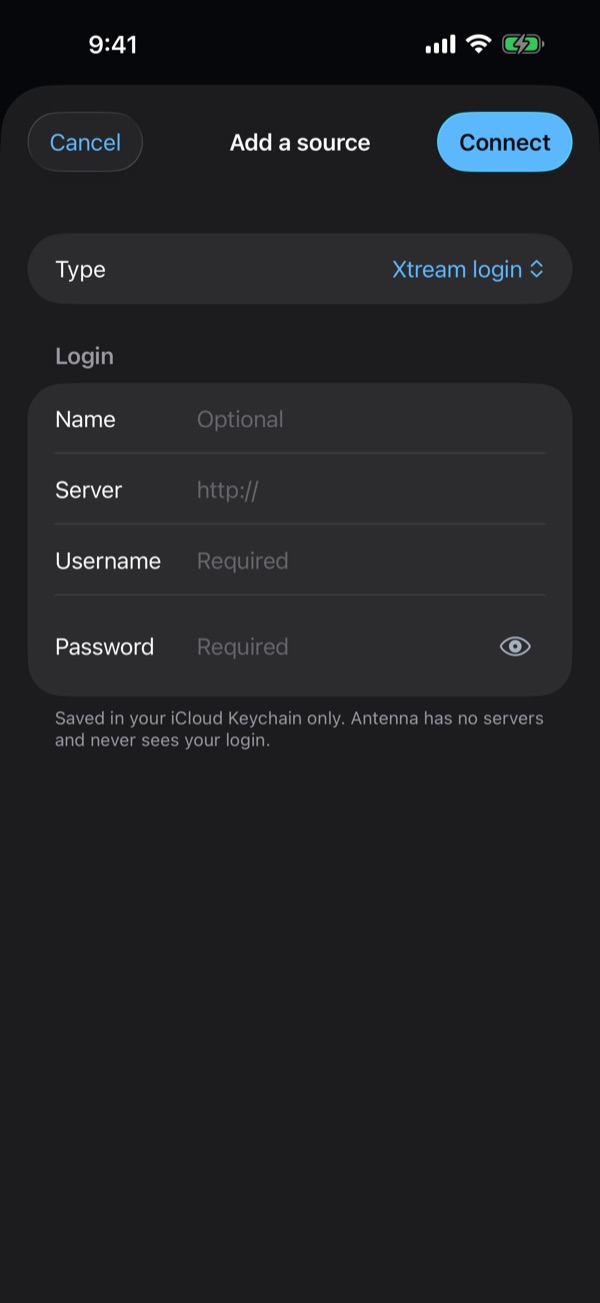 9:41
Cancel
Add a source
Connect
Type
Xtream login
Login
Name
Optional
Server
http://
Username
Required
Password
Required
Saved in your iCloud Keychain only. Antenna has no servers
and never sees your login.